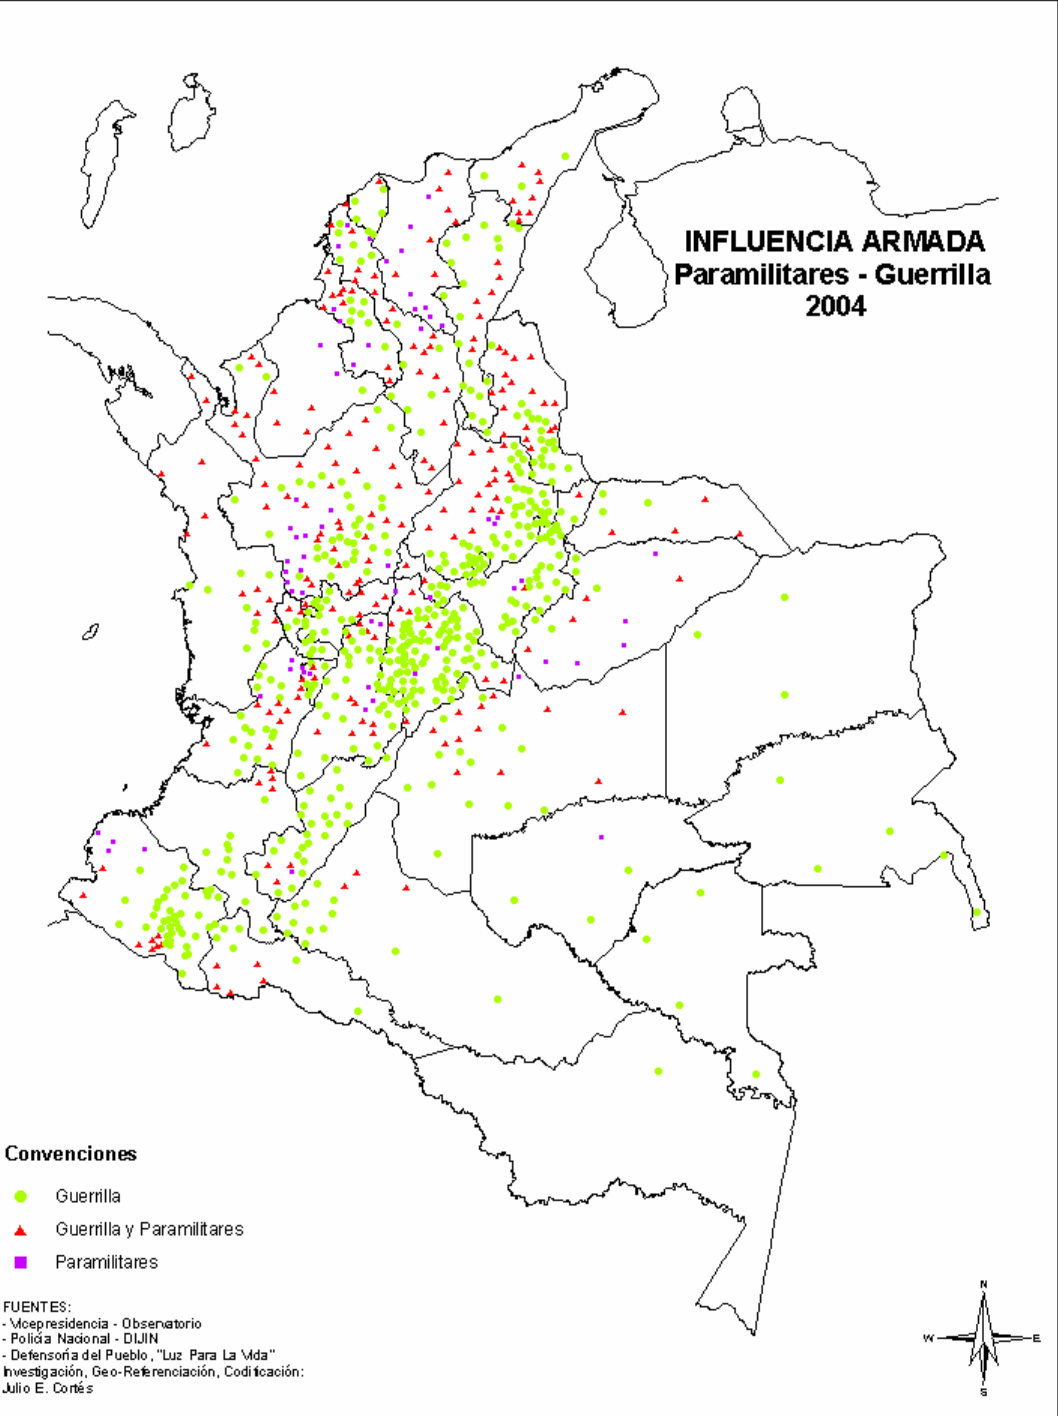 INFLUENCIA ARMADA
Paramilitares - Guerrilla
2004
Convenciones
Guerrilla
Guerrilla y Paramilitares
Paramilitares
FUENTES:
- Vicepresidencia - Observatorio
- Policía Nacional - DIJIN
- Defensoría del Pueblo, "Luz Para La Vida"
Investigación, Geo-Referenciación, Codificación:
Julio E. Cortés
N
W
E
S